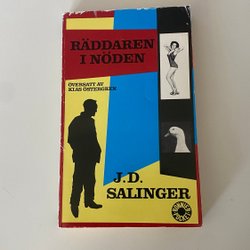 RÄDDAREN
I NÖDEN
ÖVERSATT AV
KLAS ÖSTERGREN
J.D.
SALINGER